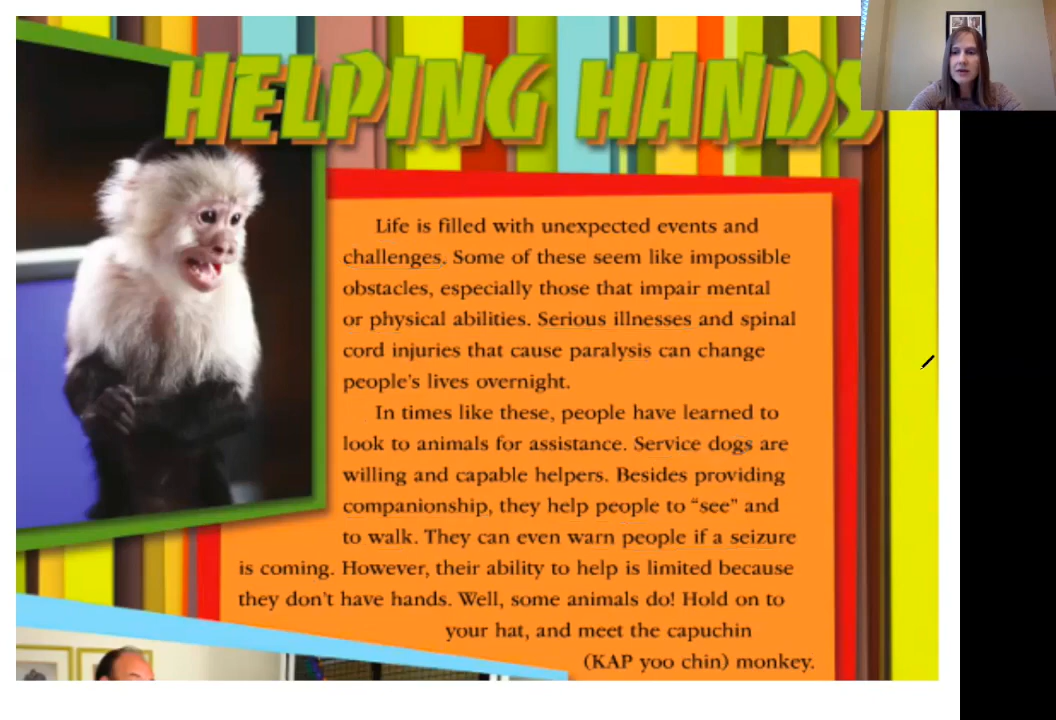 HELPING HANDS
Life is filled with unexpected events and
challenges. Some of these seem like impossible
obstacles, especially those that impair mental
or physical abilities. Serious illnesses and spinal
cord injuries that cause paralysis can change
people's lives overnight.
In times like these, people have learned to
look to animals for assistance. Service dogs are
willing and capable helpers. Besides providing
companionship, they help people to “see” and
to walk. They can even warn people if a seizure
is coming. However, their ability to help is limited because
they don't have hands. Well, some animals do! Hold on to
your hat, and meet the capuchin
(KAP yoo chin) monkey.